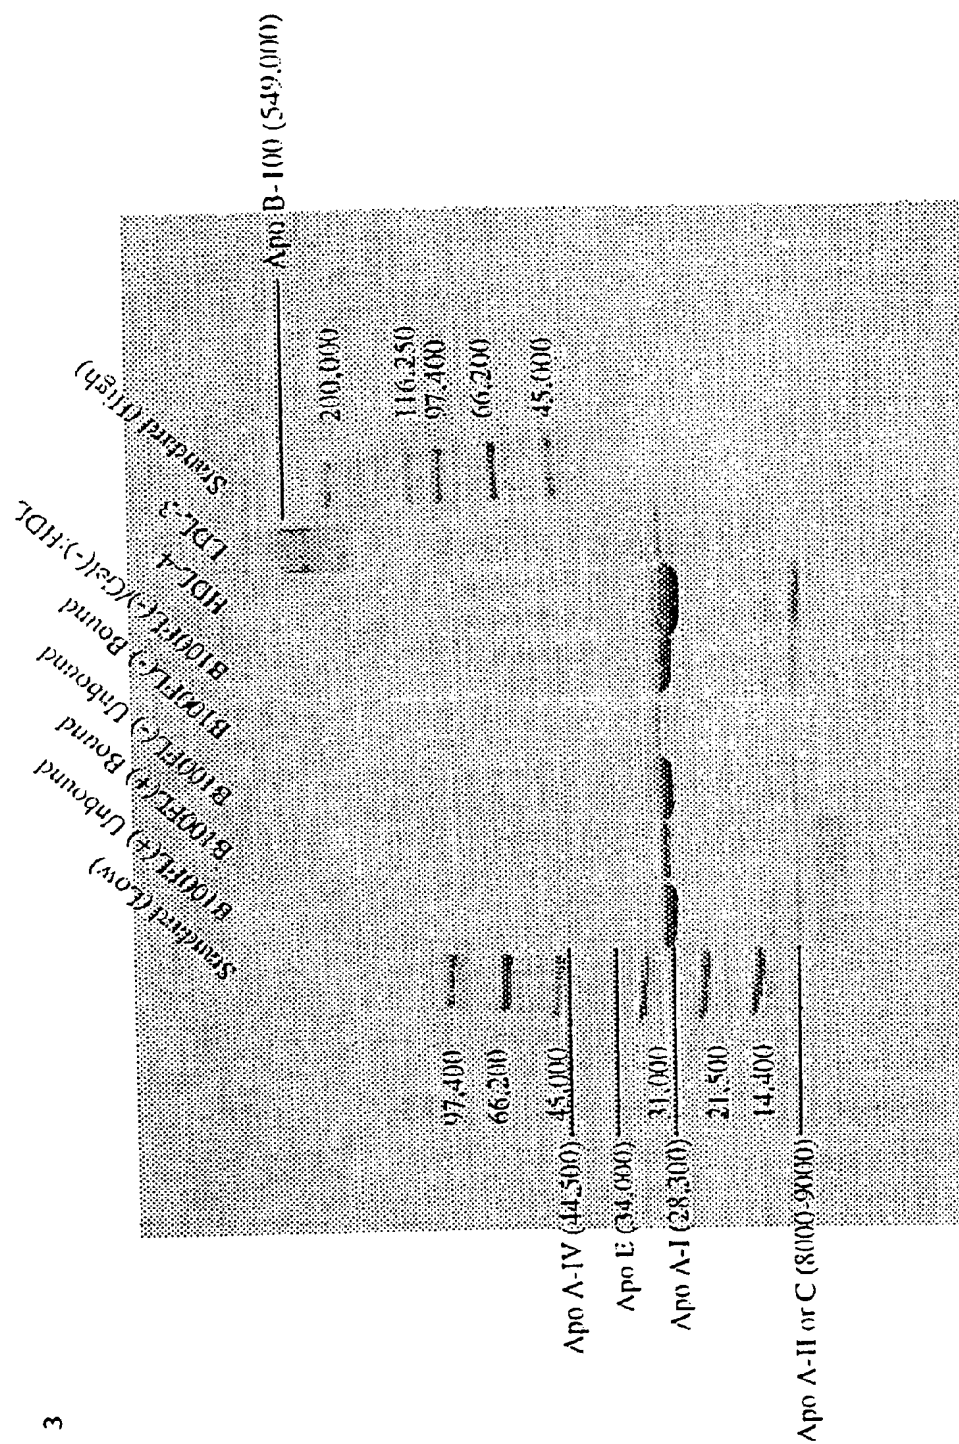 3
Standard (Low)
B100FL(+) Unbound
B100FL(+) Bound
B100FL(-) Unbound
B100FL(-) Bound
B100FL(-)/Gal(-):HDL
HDL-4
LDL-3
Standard (High)
Apo B-100 (549,000)
200,000
116,250
97,400
66,200
45,000
97,400
66,200
45,000
Apo A-IV (44,500)
Apo E (34,000)
31,000
Apo A-I (28,300)
21,500
14,400
Apo A-II or C (8000-9000)